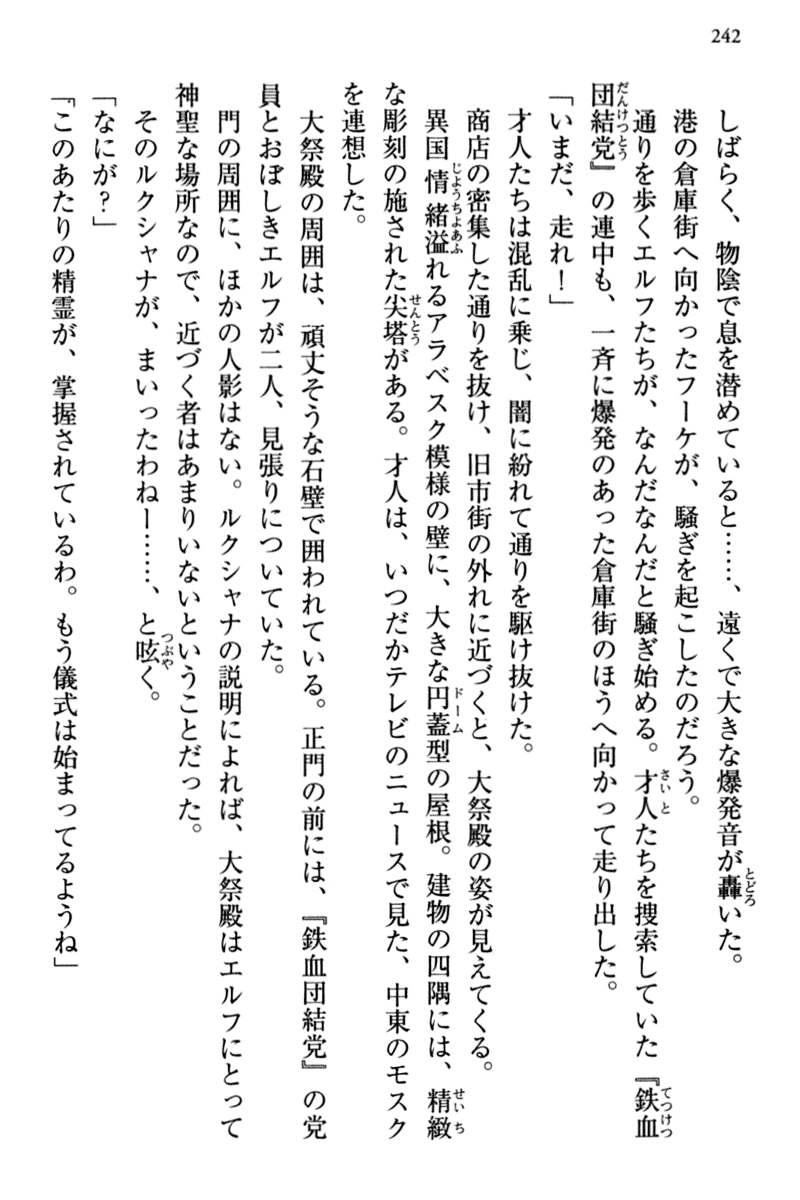 242
しばらく、物陰で息を潜めていると……、遠くで大きな爆発音が轟いた。
港の倉庫街へ向かったフーケが、騒ぎを起こしたのだろう。
通りを歩くエルフたちが、なんだなんだと騒ぎ始める。才人たちを捜索していた『鉄血
団結党』の連中も、一斉に爆発のあった倉庫街のほうへ向かって走り出した。
「いまだ、走れ！」
才人たちは混乱に乗じ、闇に紛れて通りを駆け抜けた。
商店の密集した通りを抜け、旧市街の外れに近づくと、大祭殿の姿が見えてくる。
異国情緒溢れるアラベスク模様の壁に、大きな円蓋型の屋根。建物の四隅には、精緻
な彫刻の施された尖塔がある。才人は、いつだかテレビのニュースで見た、中東のモスク
を連想した。
大祭殿の周囲は、頑丈そうな石壁で囲われている。正門の前には、『鉄血団結党』の党
員とおぼしきエルフが二人、見張りについていた。
門の周囲に、ほかの人影はない。ルクシャナの説明によれば、大祭殿はエルフにとって
神聖な場所なので、近づく者はあまりいないということだった。
そのルクシャナが、まいったわねー……、と呟く。
「なにが？」
「このあたりの精霊が、掌握されているわ。もう儀式は始まってるようね」